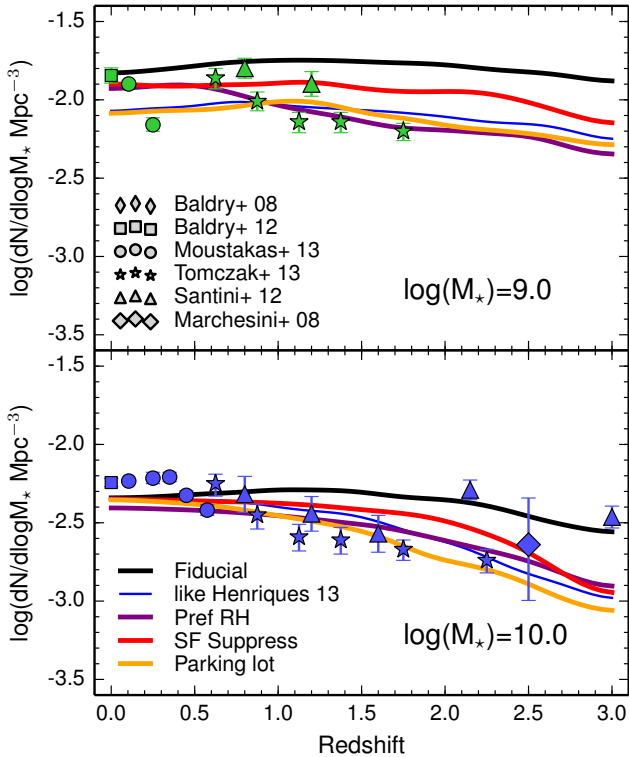 -1.5
-2.0
-2.5
-3.0
-3.5
log(dN/dlogM⋆ Mpc⁻³)
Baldry+ 08
Baldry+ 12
Moustakas+ 13
Tomczak+ 13
Santini+ 12
Marchesini+ 08
log(M⋆)=9.0
-1.5
-2.0
-2.5
-3.0
-3.5
log(dN/dlogM⋆ Mpc⁻³)
Fiducial
like Henriques 13
Pref RH
SF Suppress
Parking lot
log(M⋆)=10.0
0.0 0.5 1.0 1.5 2.0 2.5 3.0
Redshift